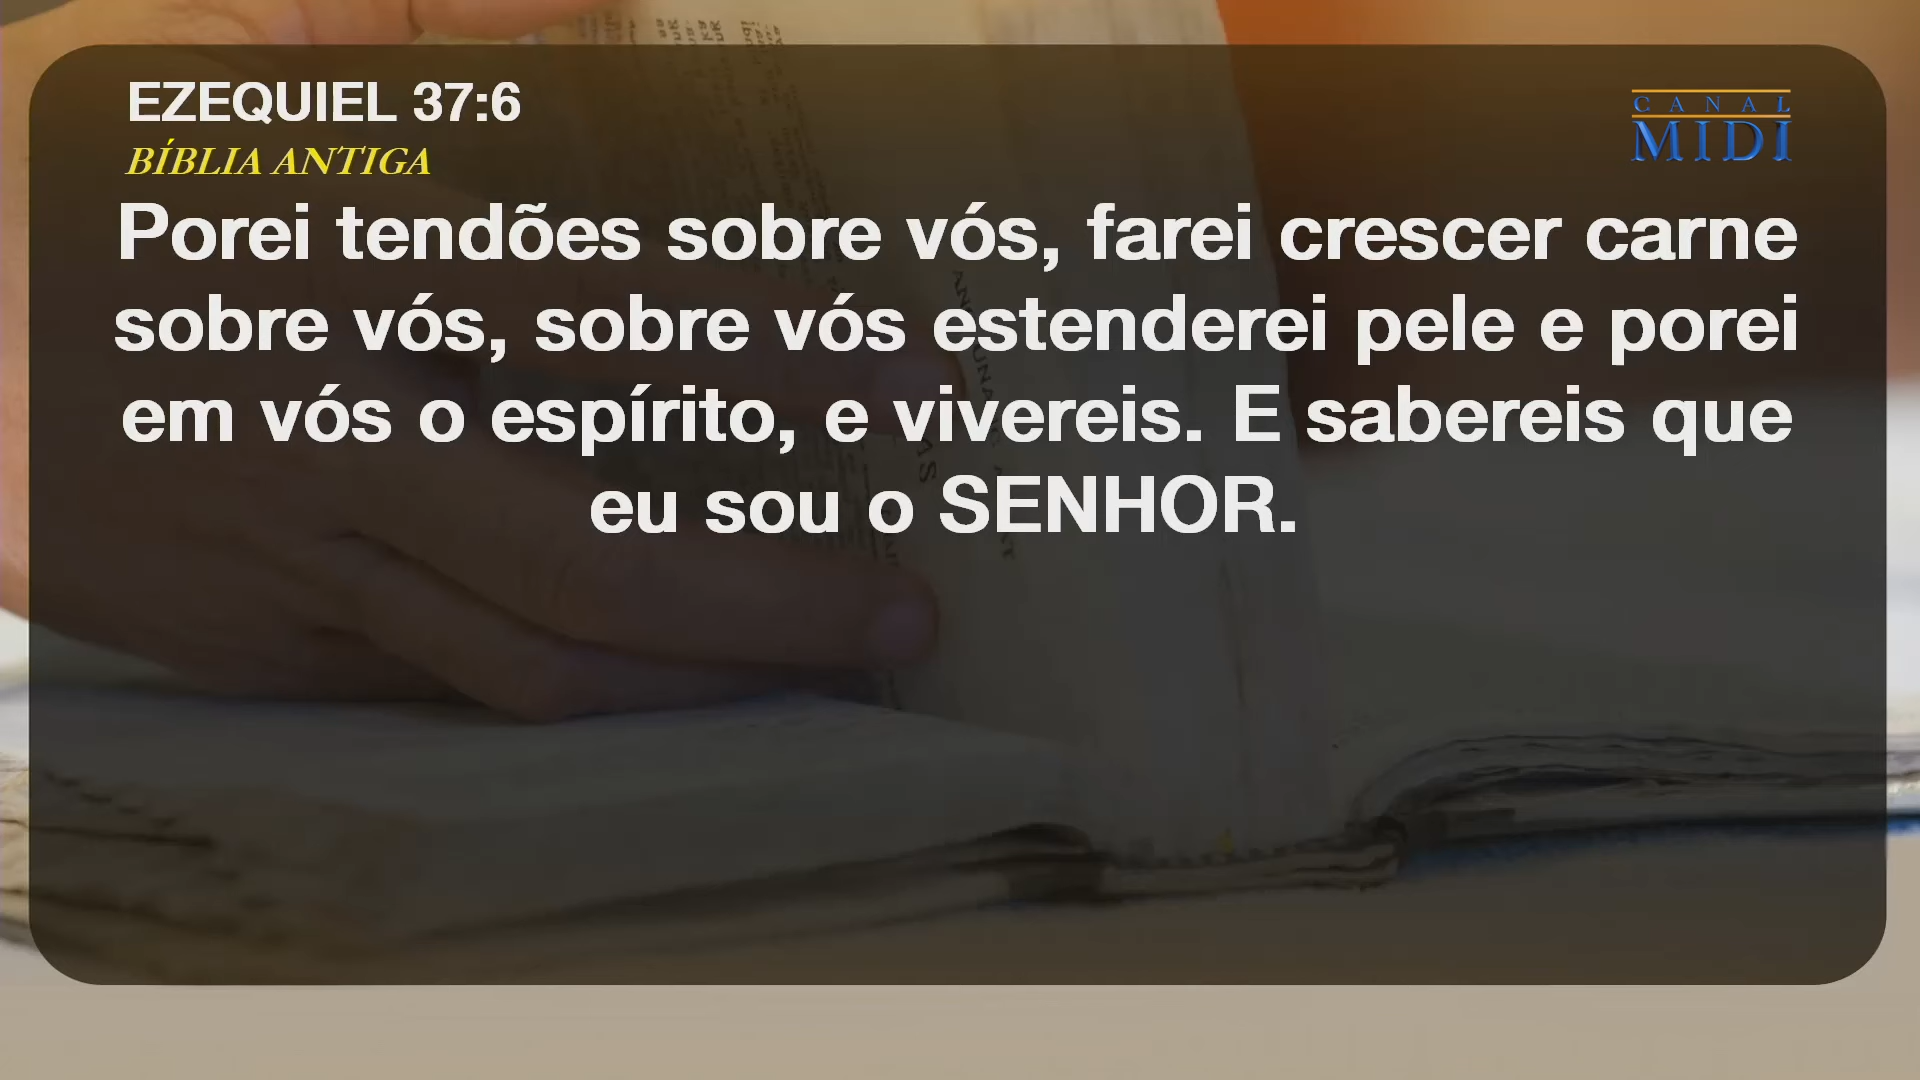 EZEQUIEL 37:6
BÍBLIA ANTIGA
CANAL
MIDI
Porei tendões sobre vós, farei crescer carne
sobre vós, sobre vós estenderei pele e porei
em vós o espírito, e vivereis. E sabereis que
eu sou o SENHOR.